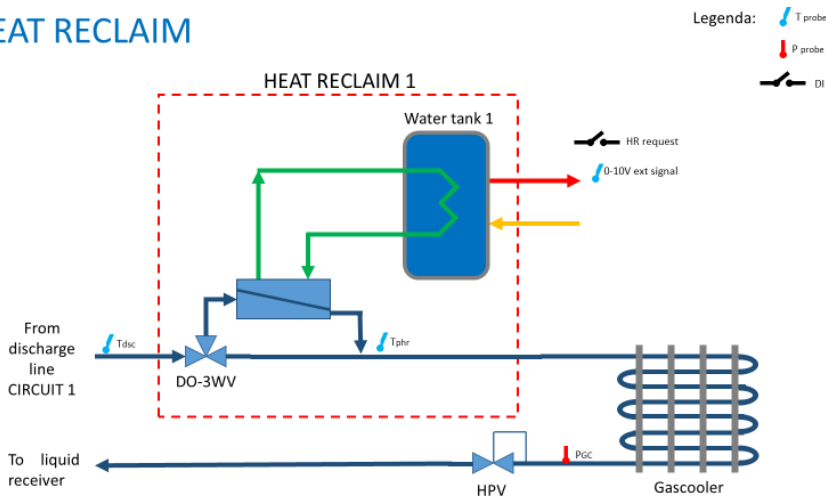 EAT RECLAIM
Legenda:
T probe
P probe
DI
HEAT RECLAIM 1
Water tank 1
HR request
0-10V ext signal
From
discharge
line
CIRCUIT 1
Tdsc
DO-3WV
Tphr
To liquid
receiver
HPV
PGC
Gascooler